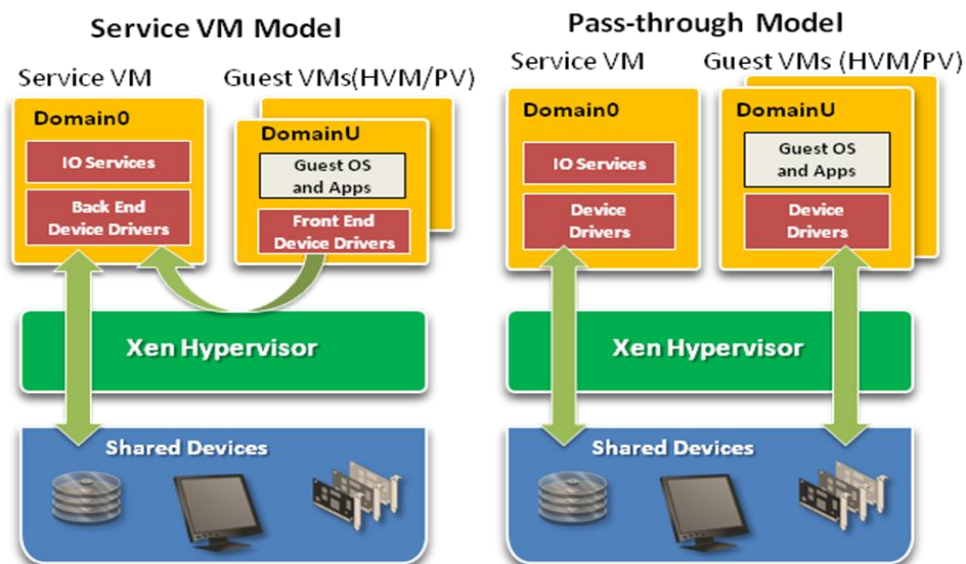 Service VM Model
Service VM
Guest VMs(HVM/PV)
Domain0
IO Services
Back End
Device Drivers
DomainU
Guest OS
and Apps
Front End
Device Drivers
Xen Hypervisor
Shared Devices
Pass-through Model
Service VM
Guest VMs (HVM/PV)
Domain0
IO Services
Device
Drivers
DomainU
Guest OS
and Apps
Device
Drivers
Xen Hypervisor
Shared Devices